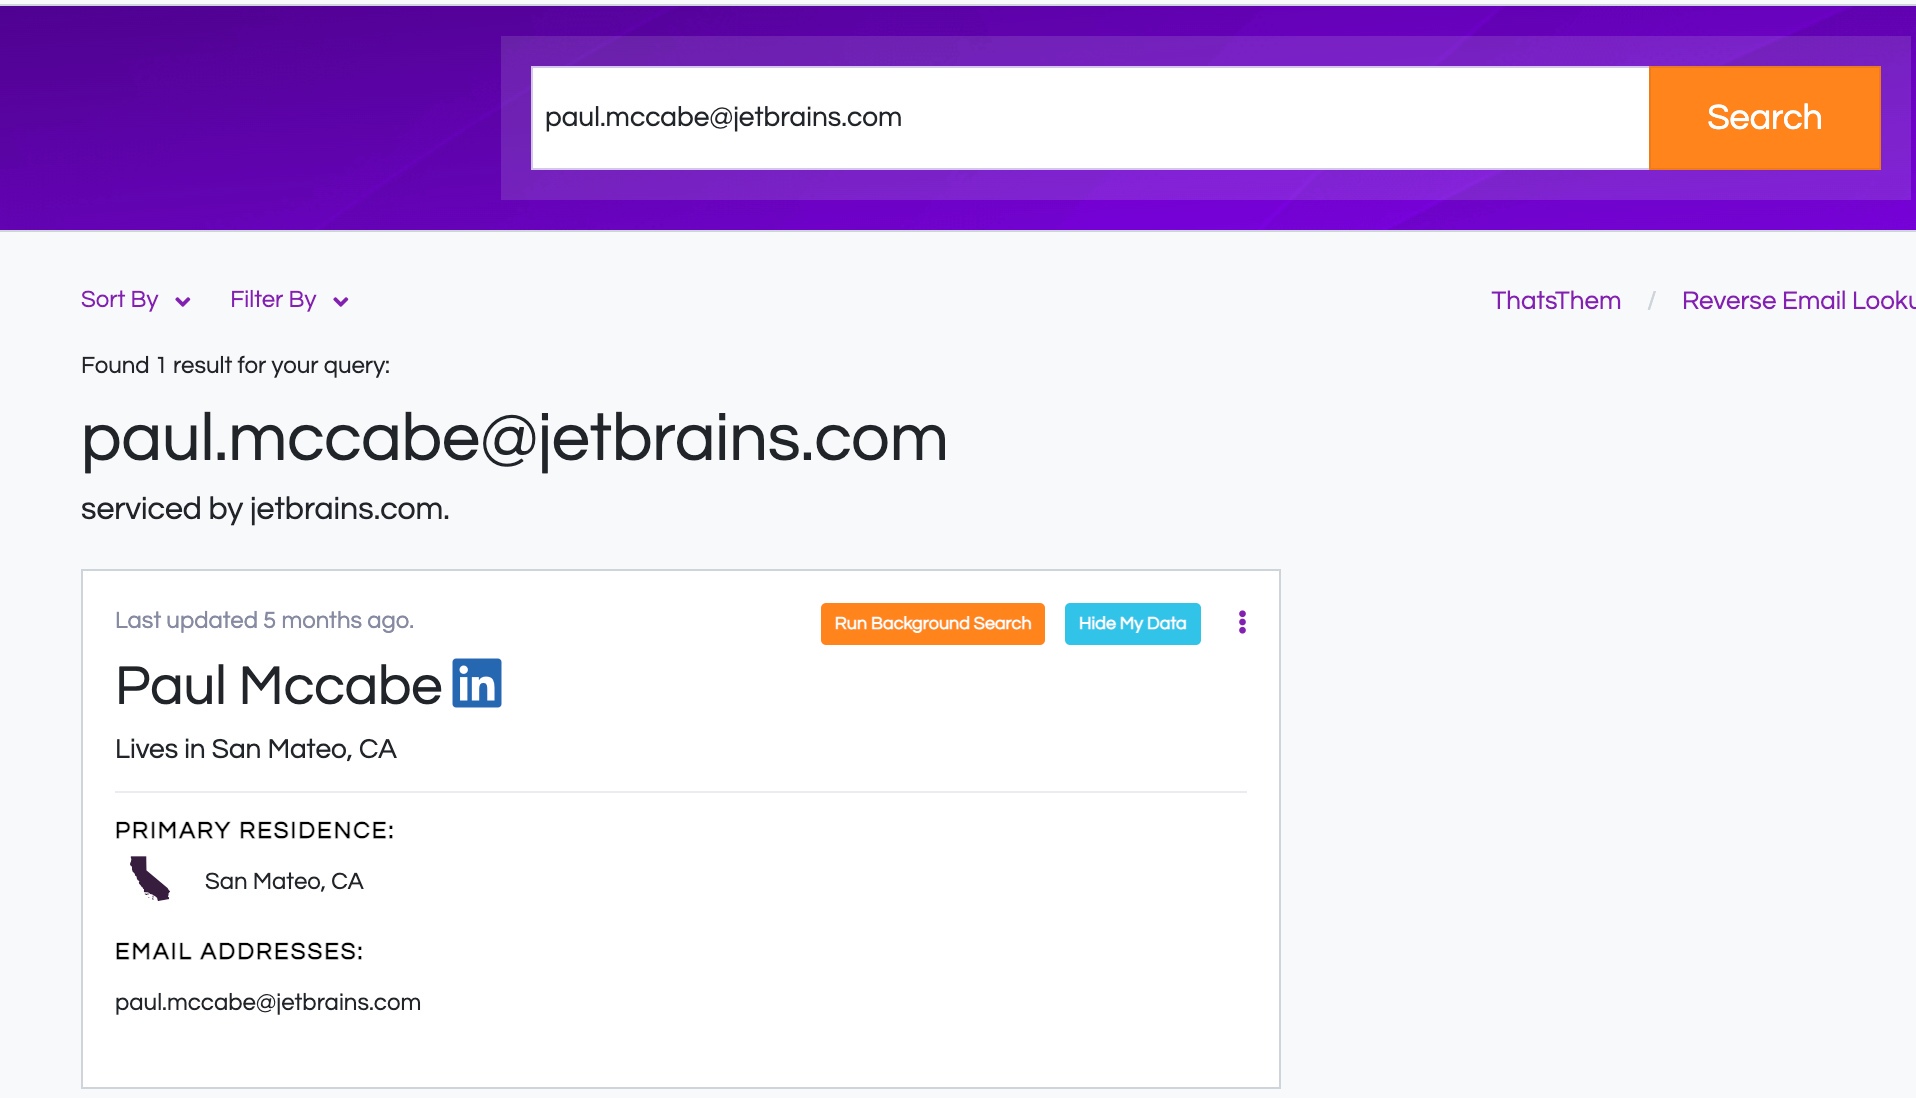 paul.mccabe@jetbrains.com
Search
Sort By
Filter By
ThatsThem / Reverse Email Looku
Found 1 result for your query:
paul.mccabe@jetbrains.com
serviced by jetbrains.com.
Last updated 5 months ago.
Run Background Search
Hide My Data
Paul Mccabe in
Lives in San Mateo, CA
PRIMARY RESIDENCE:
San Mateo, CA
EMAIL ADDRESSES:
paul.mccabe@jetbrains.com